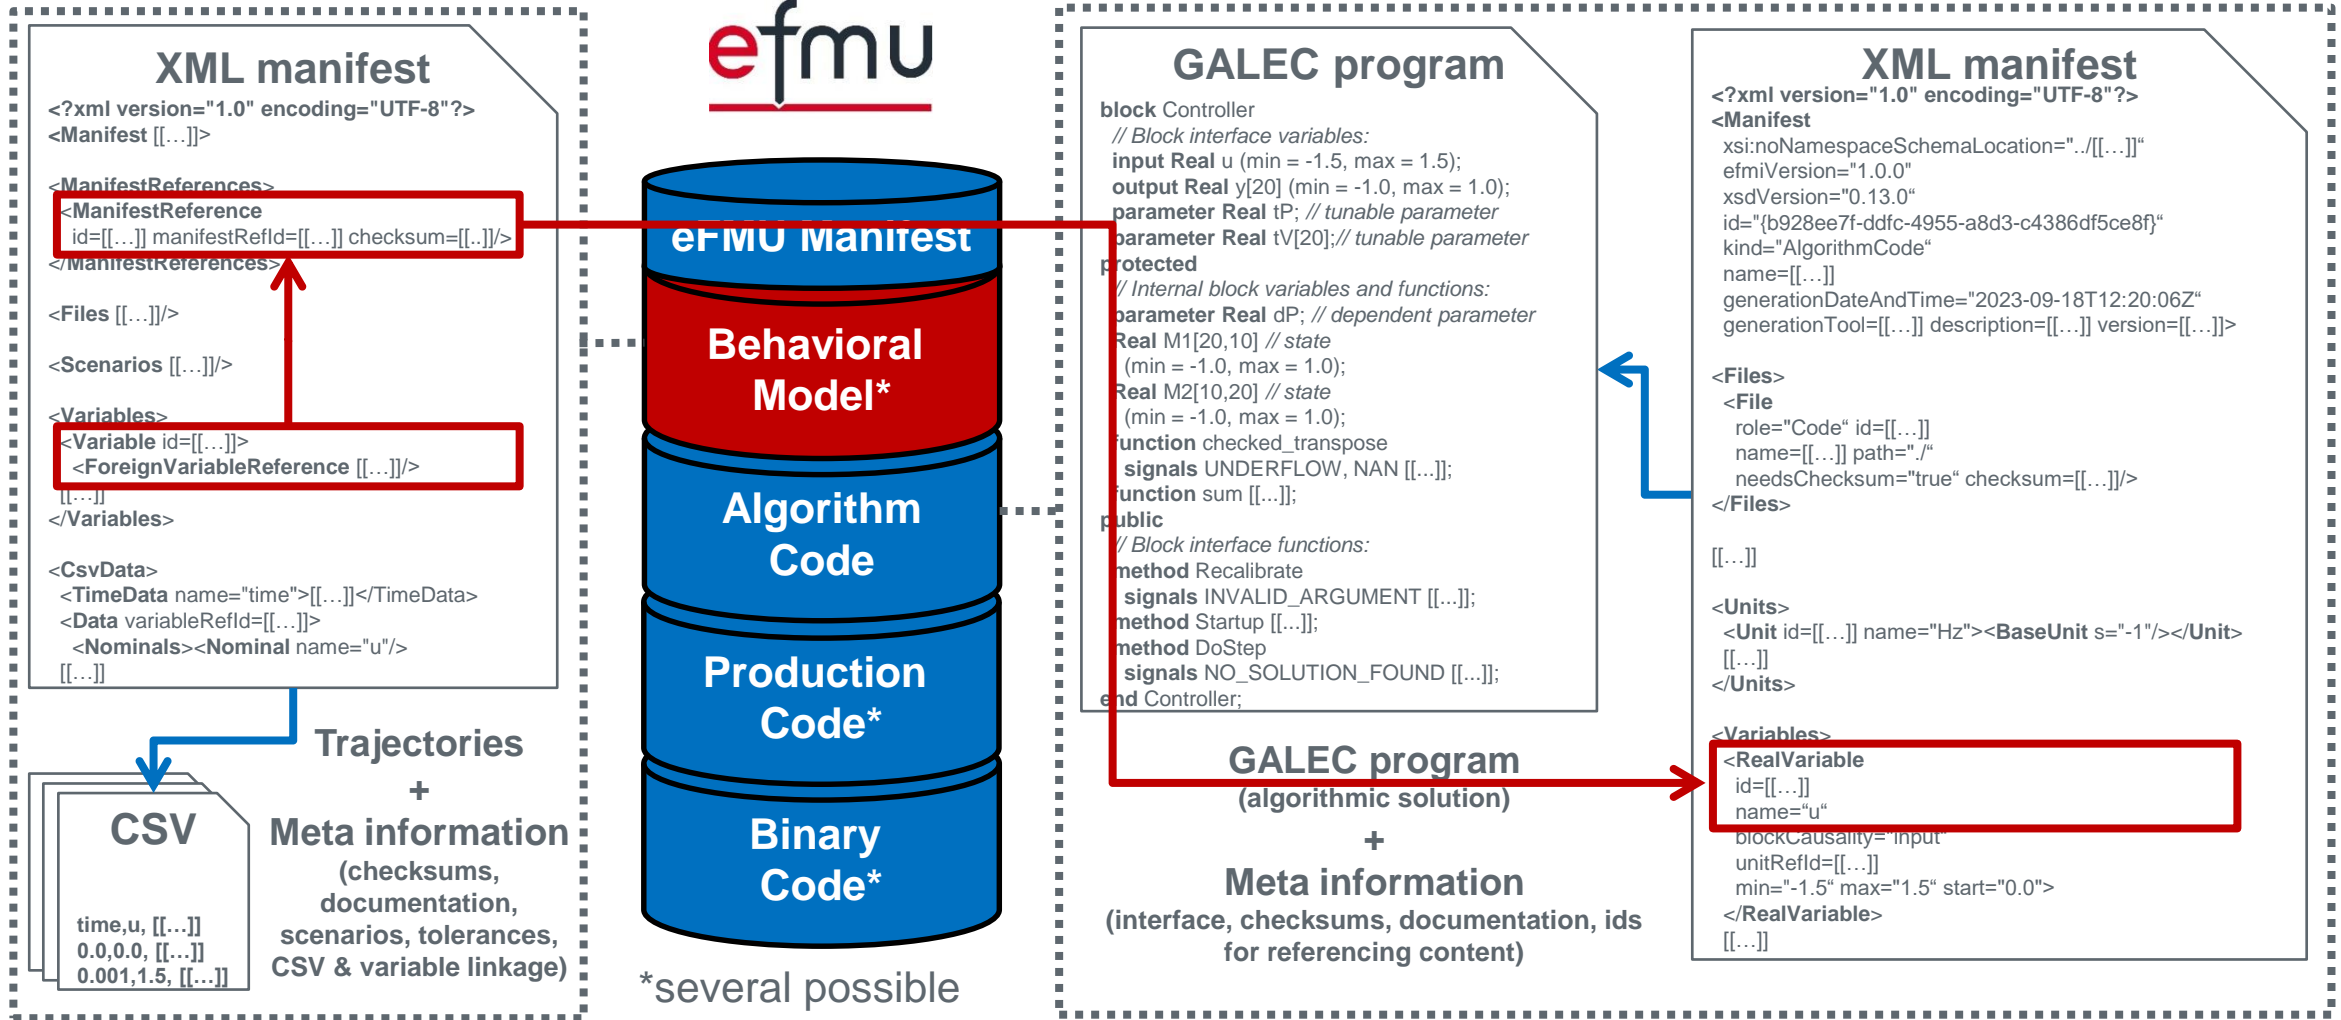 XML manifest
<?xml version="1.0" encoding="UTF-8"?>
<Manifest [[…]]>
<ManifestReferences>
<ManifestReference
id=[[…]] manifestRefId=[[…]] checksum=[[..]]/>
</ManifestReferences>
<Files [[…]]/>
<Scenarios [[…]]/>
<Variables>
<Variable id=[[…]]>
<ForeignVariableReference [[…]]/>
[[…]]
</Variables>
<CsvData>
<TimeData name="time">[[…]]</TimeData>
<Data variableRefId=[[…]]>
<Nominals><Nominal name="u"/>
[[…]]
CSV
time,u, [[…]]
0.0,0.0, [[…]]
0.001,1.5, [[…]]
Trajectories
+
Meta information
(checksums,
documentation,
scenarios, tolerances,
CSV & variable linkage)
efmu
eFMU Manifest
Behavioral
Model*
Algorithm
Code
Production
Code*
Binary
Code*
*several possible
GALEC program
block Controller
// Block interface variables:
input Real u (min = -1.5, max = 1.5);
output Real y[20] (min = -1.0, max = 1.0);
parameter Real tP; // tunable parameter
parameter Real tV[20];// tunable parameter
protected
// Internal block variables and functions:
parameter Real dP; // dependent parameter
Real M1[20,10] // state
(min = -1.0, max = 1.0);
Real M2[10,20] // state
(min = -1.0, max = 1.0);
function checked_transpose
signals UNDERFLOW, NAN [[...]];
function sum [[...]];
public
// Block interface functions:
method Recalibrate
signals INVALID_ARGUMENT [[...]];
method Startup [[...]];
method DoStep
signals NO_SOLUTION_FOUND [[...]];
end Controller;
GALEC program
(algorithmic solution)
+
Meta information
(interface, checksums, documentation, ids
for referencing content)
XML manifest
<?xml version="1.0" encoding="UTF-8"?>
<Manifest
xsi:noNamespaceSchemaLocation="../[[…]]“
efmiVersion="1.0.0"
xsdVersion="0.13.0“
id="{b928ee7f-ddfc-4955-a8d3-c4386df5ce8f}“
kind="AlgorithmCode“
name=[[…]]
generationDateAndTime="2023-09-18T12:20:06Z“
generationTool=[[…]] description=[[…]] version=[[…]]>
<Files>
<File
role="Code“ id=[[…]]
name=[[…]] path="./“
needsChecksum="true“ checksum=[[…]]/>
</Files>
[[…]]
<Units>
<Unit id=[[…]] name="Hz"><BaseUnit s="-1"/></Unit>
[[…]]
</Units>
<Variables>
<RealVariable
id=[[…]]
name=“u“
blockCausality="input"
unitRefId=[[…]]
min="-1.5“ max="1.5" start="0.0">
</RealVariable>
[[…]]